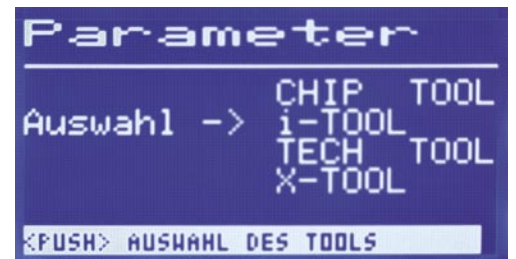 Parameter
CHIP TOOL
Auswahl -> i-TOOL
TECH TOOL
X-TOOL
<PUSH> AUSWAHL DES TOOLS